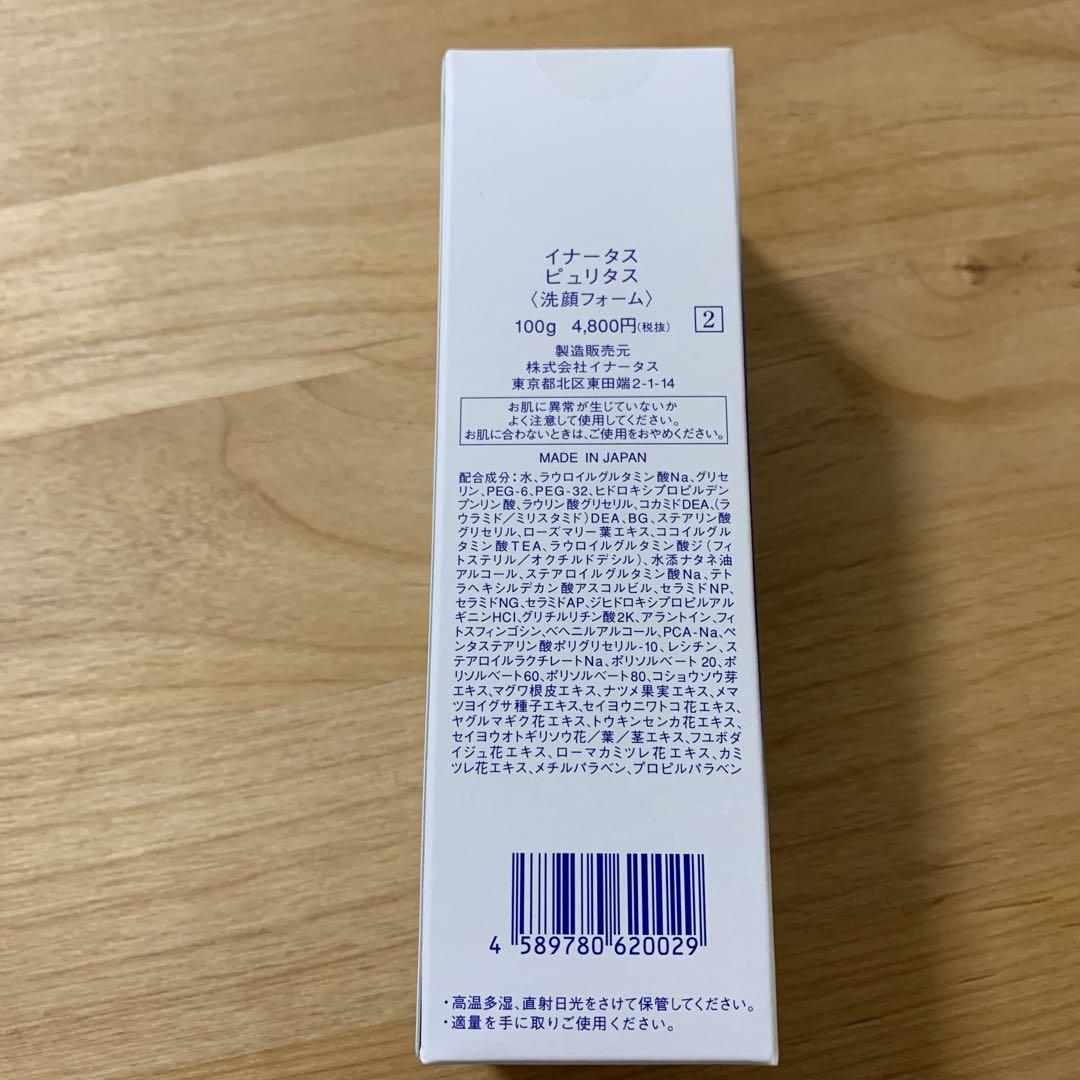 イナータス
ピュリタス
〈洗顔フォーム〉
100g 4,800円(税抜)
2
製造販売元
株式会社イナータス
東京都北区東田端2-1-14
お肌に異常が生じていないか
よく注意して使用してください。
お肌に合わないときは、ご使用をおやめください。
MADE IN JAPAN
配合成分：水、ラウロイルグルタミン酸Na、グリセ
リン、PEG-6、PEG-32、ヒドロキシプロピルデン
プンリン酸、ラウリン酸グリセリル、コカミドDEA、(ラ
ウラミド／ミリスタミド)DEA、BG、ステアリン酸
グリセリル、ローズマリー葉エキス、ココイルグル
タミン酸TEA、ラウロイルグルタミン酸ジ(フィ
トステリル／オクチルドデシル)、水添ナタネ油
アルコール、ステアロイルグルタミン酸Na、テト
ラヘキシルデカン酸アスコルビル、セラミドNP、
セラミドNG、セラミドAP、ジヒドロキシプロピルアル
ギニンHCl、グリチルリチン酸2K、アラントイン、フィ
トスフィンゴシン、ベヘニルアルコール、PCA-Na、ペ
ンタステアリン酸ポリグリセリル-10、レシチン、ス
テアロイルラクチレートNa、ポリソルベート20、ポ
リソルベート60、ポリソルベート80、コショウソウ芽
エキス、マグワ根皮エキス、ナツメ果実エキス、メマ
ツヨイグサ種子エキス、セイヨウニワトコ花エキス、
ヤグルマギク花エキス、トウキンセンカ花エキス、
セイヨウオトギリソウ花／葉／茎エキス、フユボダ
イジュ花エキス、ローマカミツレ花エキス、カミ
ツレ花エキス、メチルパラベン、プロピルパラベン
4 589780 620029
・高温多湿、直射日光をさけて保管してください。
・適量を手に取りご使用ください。